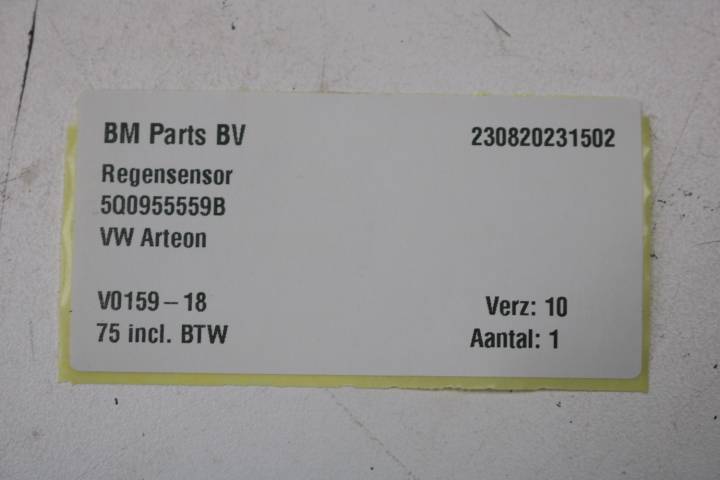 BM Parts BV
230820231502
Regensensor
5Q0955559B
VW Arteon
V0159-18
Verz: 10
75 incl. BTW
Aantal: 1